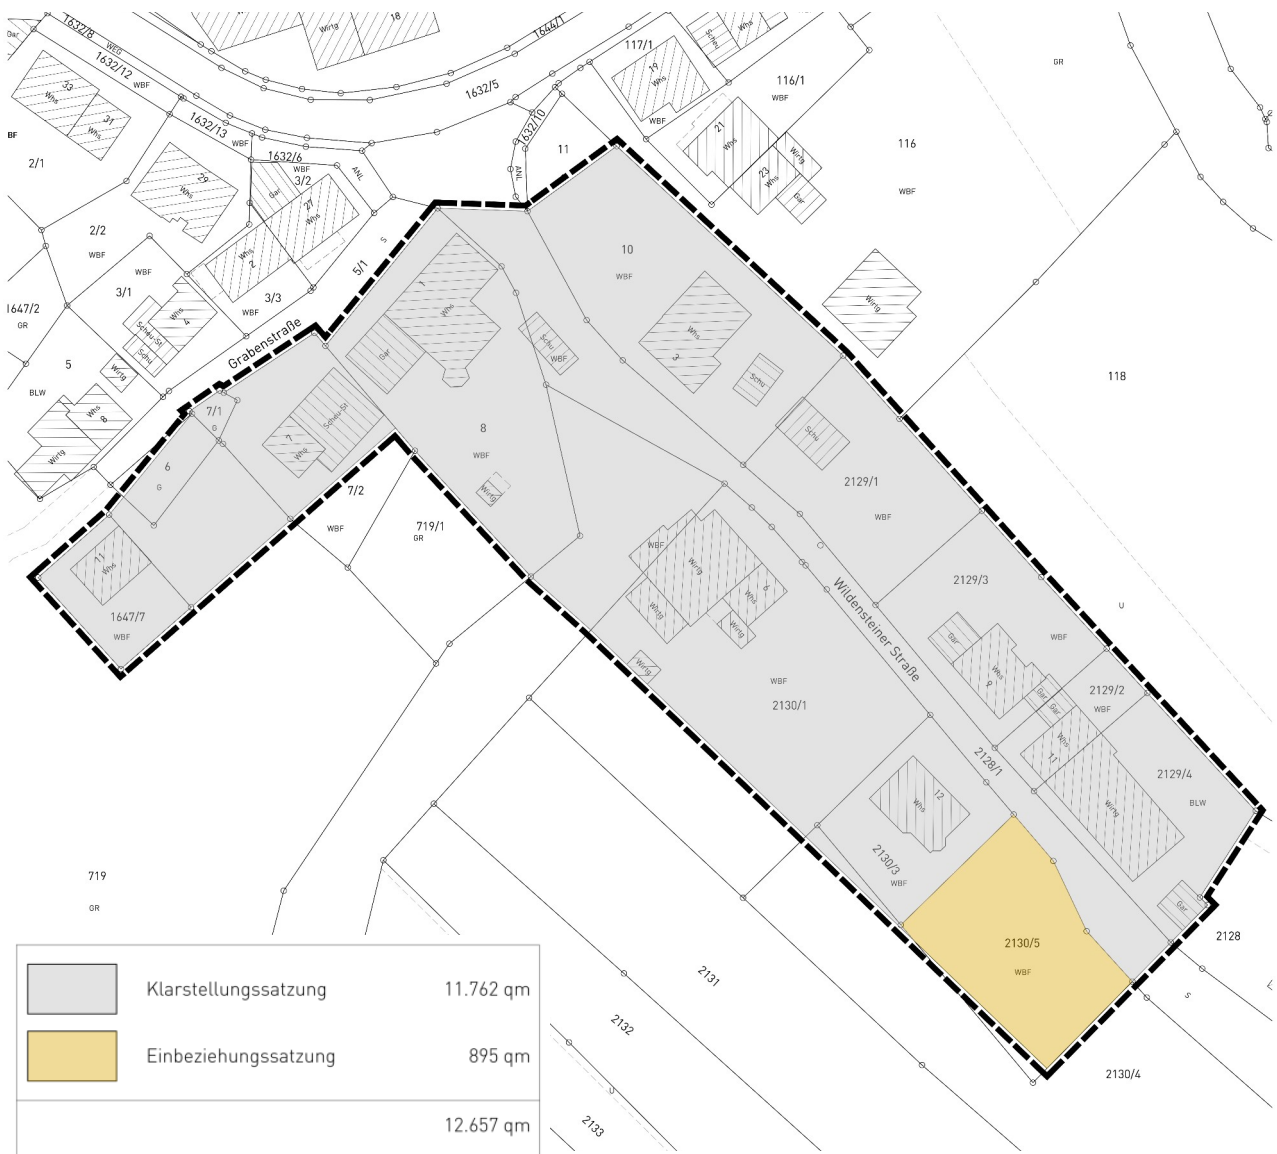 1632/8
WEG
1632/12
WBF
Gar
Wirtg
18
1644/1
117/1
Scheu
Whs
19
Whs
WBF
116/1
WBF
GR
33
Whs
31
Whs
BF
2/1
1632/13
1632/6
WBF
3/2
ANL
1632/5
1632/10
ANL
11
21
Whs
23
Whs
Wirtg
Gar
116
WBF
29
Whs
Gar
27
Whs
Whs
2
2/2
WBF
WBF
3/1
3/3
WBF
5/1
S
10
WBF
Wirtg
1647/2
GR
Scheu-St
Whs
4
Schu
Wirtg
5
BLW
Whs
8
Wirtg
Grabenstraße
1
Whs
Gar
Schu
WBF
Whs
3
Schu
Schu
118
7/1
G
6
G
Scheu-St
7
Whs
8
WBF
Wirtg
7/2
WBF
719/1
GR
2129/1
WBF
11
Whs
1647/7
WBF
WBF
Wirtg
6
Whs
Wirtg
Wirtg
Wirtg
Wildensteiner Straße
2129/3
WBF
U
Gar
Whs
9
Gar
Gar
2129/2
WBF
WBF
2130/1
2128/1
Whs
11
Wirtg
2129/4
BLW
12
Whs
2130/3
WBF
Gar
2128
S
719
GR
2130/5
WBF
2131
2132
2133
2130/4
Klarstellungssatzung 11.762 qm
Einbeziehungssatzung 895 qm
12.657 qm